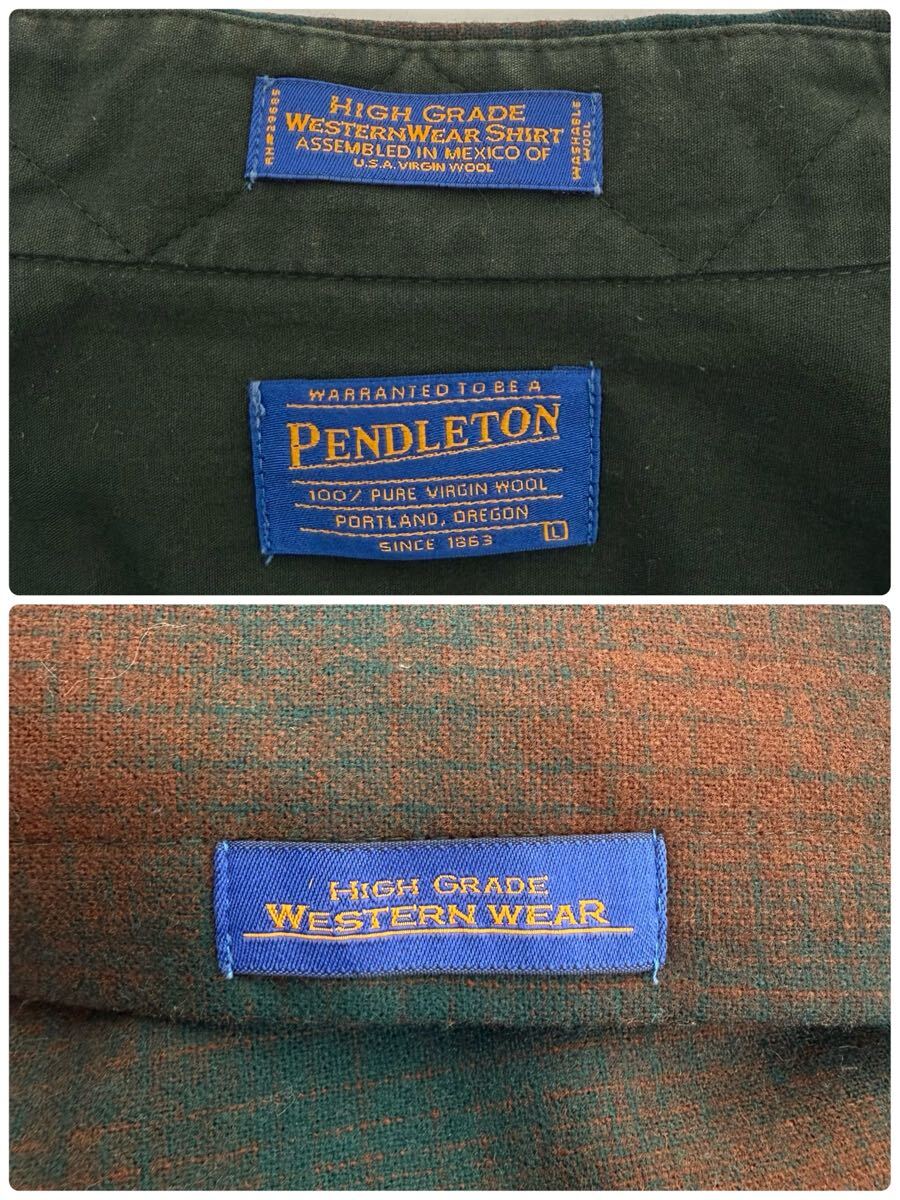 HIGH GRADE
WESTERN WEAR SHIRT
ASSEMBLED IN MEXICO OF
U.S.A. VIRGIN WOOL
RN#29685
WASHABLE
WOOL
WARRANTED TO BE A
PENDLETON
100% PURE VIRGIN WOOL
PORTLAND, OREGON
SINCE 1863
L
HIGH GRADE
WESTERN WEAR